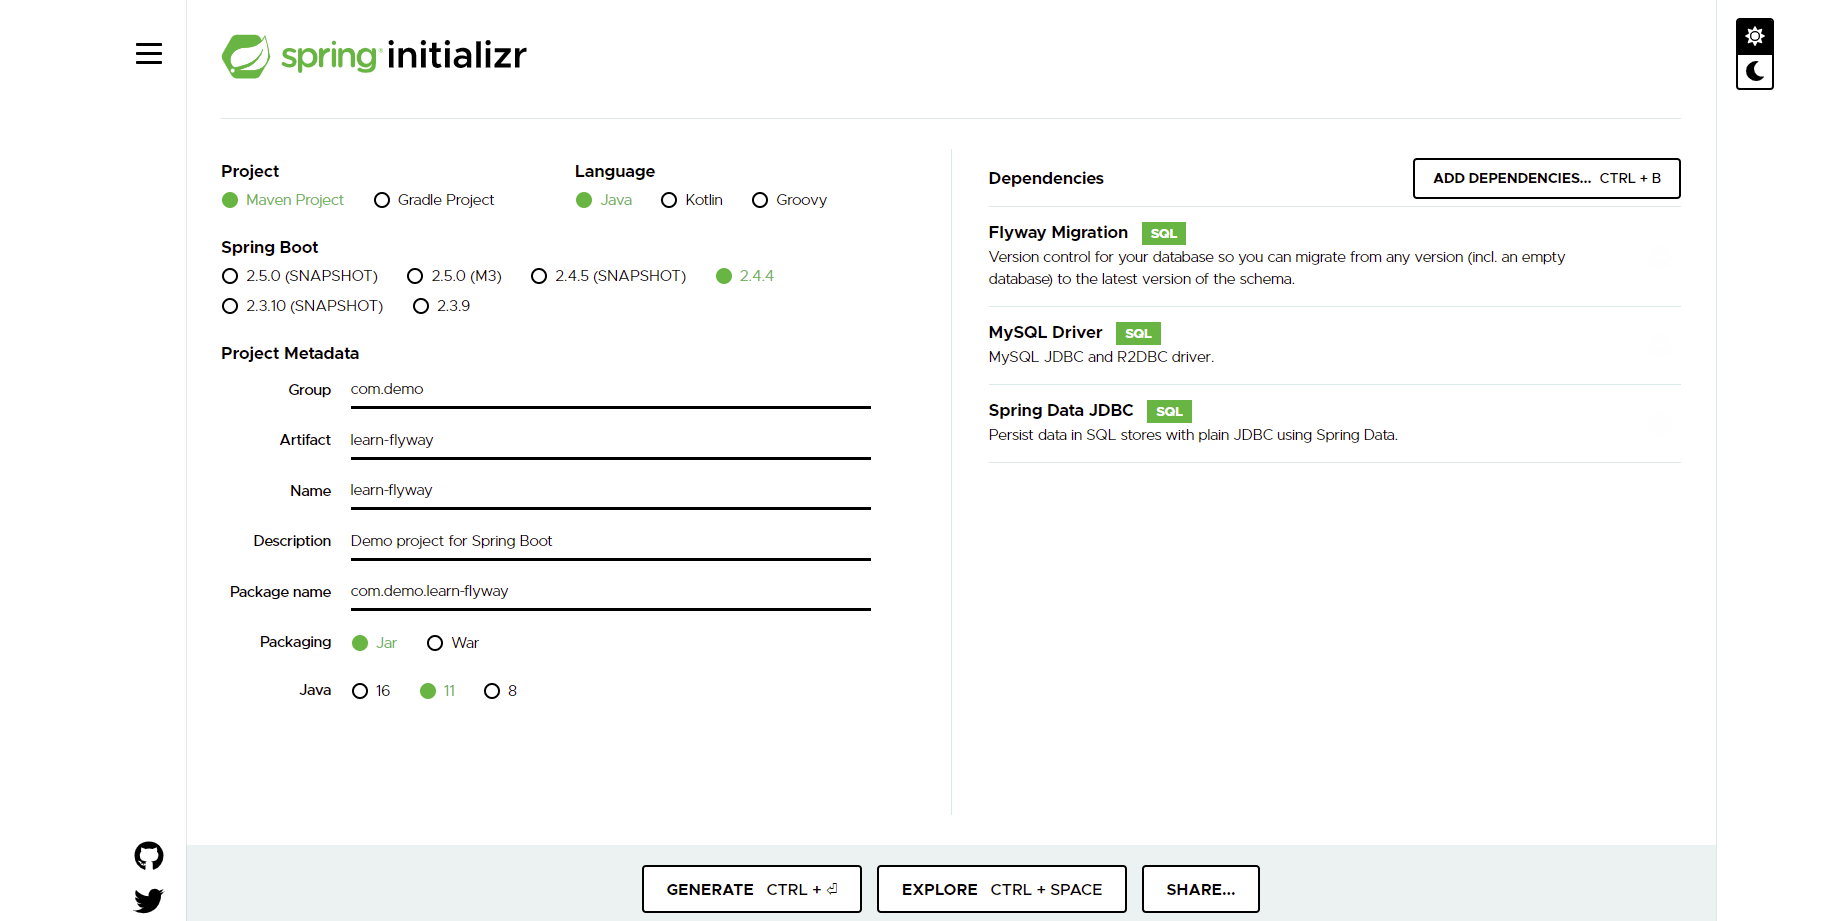 spring initializr
Project
Maven Project Gradle Project
Language
Java Kotlin Groovy
Spring Boot
2.5.0 (SNAPSHOT) 2.5.0 (M3) 2.4.5 (SNAPSHOT) 2.4.4
2.3.10 (SNAPSHOT) 2.3.9
Project Metadata
Group com.demo
Artifact learn-flyway
Name learn-flyway
Description Demo project for Spring Boot
Package name com.demo.learn-flyway
Packaging Jar War
Java 16 11 8
Dependencies
ADD DEPENDENCIES... CTRL + B
Flyway Migration SQL
Version control for your database so you can migrate from any version (incl. an empty
database) to the latest version of the schema.
MySQL Driver SQL
MySQL JDBC and R2DBC driver.
Spring Data JDBC SQL
Persist data in SQL stores with plain JDBC using Spring Data.
GENERATE CTRL + ⏎
EXPLORE CTRL + SPACE
SHARE...